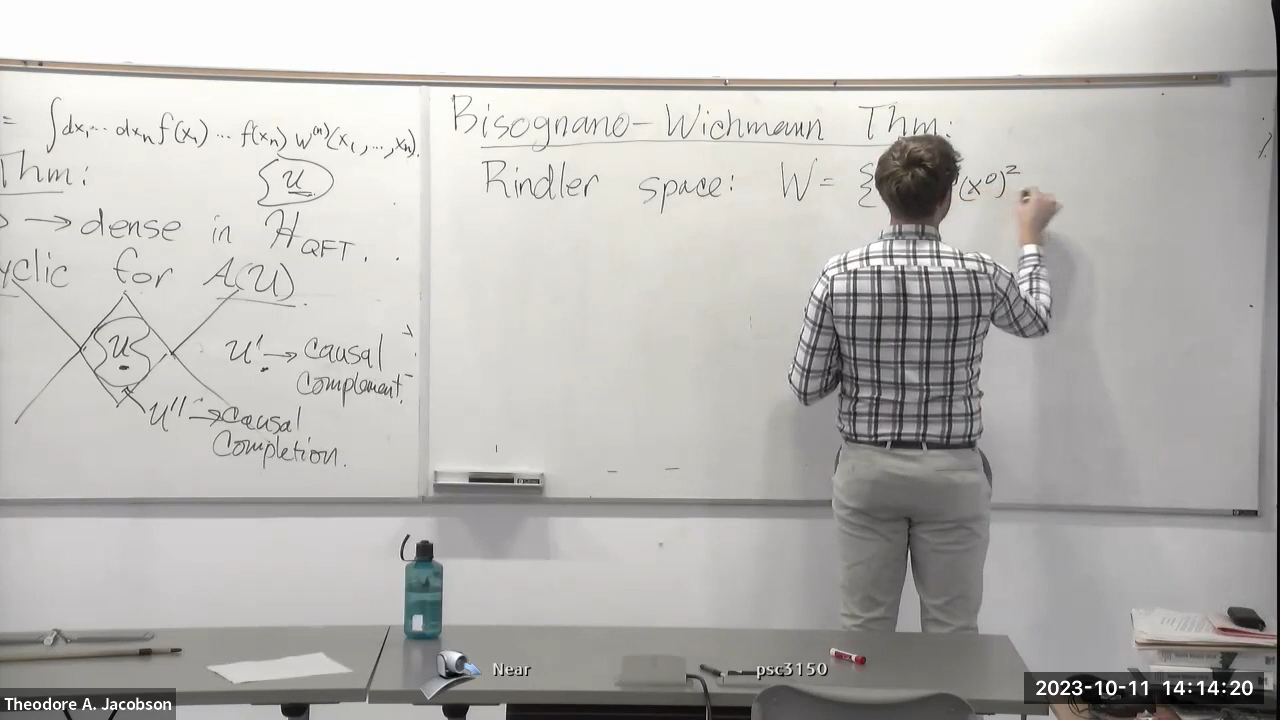 = ∫dx₁... dxₙ f(x₁) ... f(xₙ) W⁽ⁿ⁾(x₁, ..., xₙ).
Thm:
U
→ dense in H_QFT . .
yclic for A(U).
U
U' → causal
complement.
U'' → causal
completion.
Bisognano-Wichmann Thm:
Rindler space: W = {
(x⁰)²
Near
psc3150
Theodore A. Jacobson
2023-10-11 14:14:20